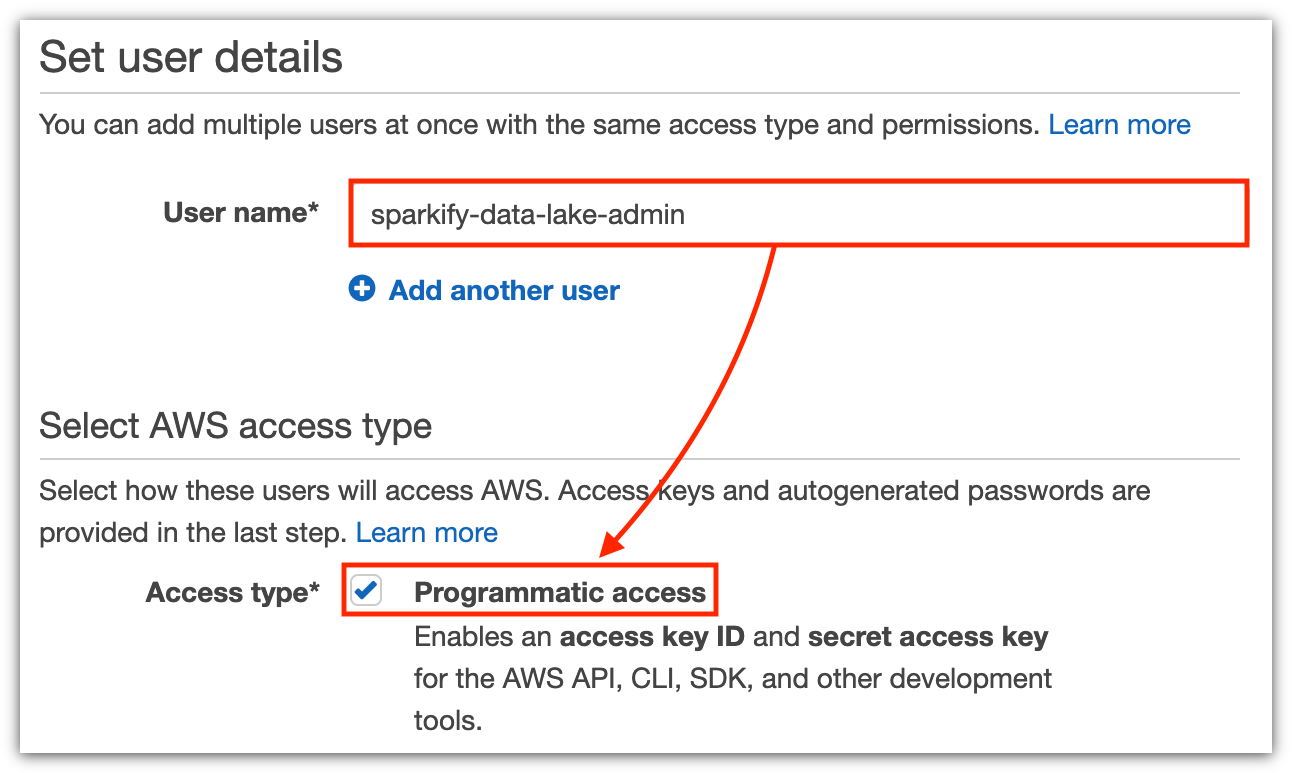 Set user details
You can add multiple users at once with the same access type and permissions. Learn more
User name* sparkify-data-lake-admin
Add another user
Select AWS access type
Select how these users will access AWS. Access keys and autogenerated passwords are
provided in the last step. Learn more
Access type* Programmatic access
Enables an access key ID and secret access key
for the AWS API, CLI, SDK, and other development
tools.